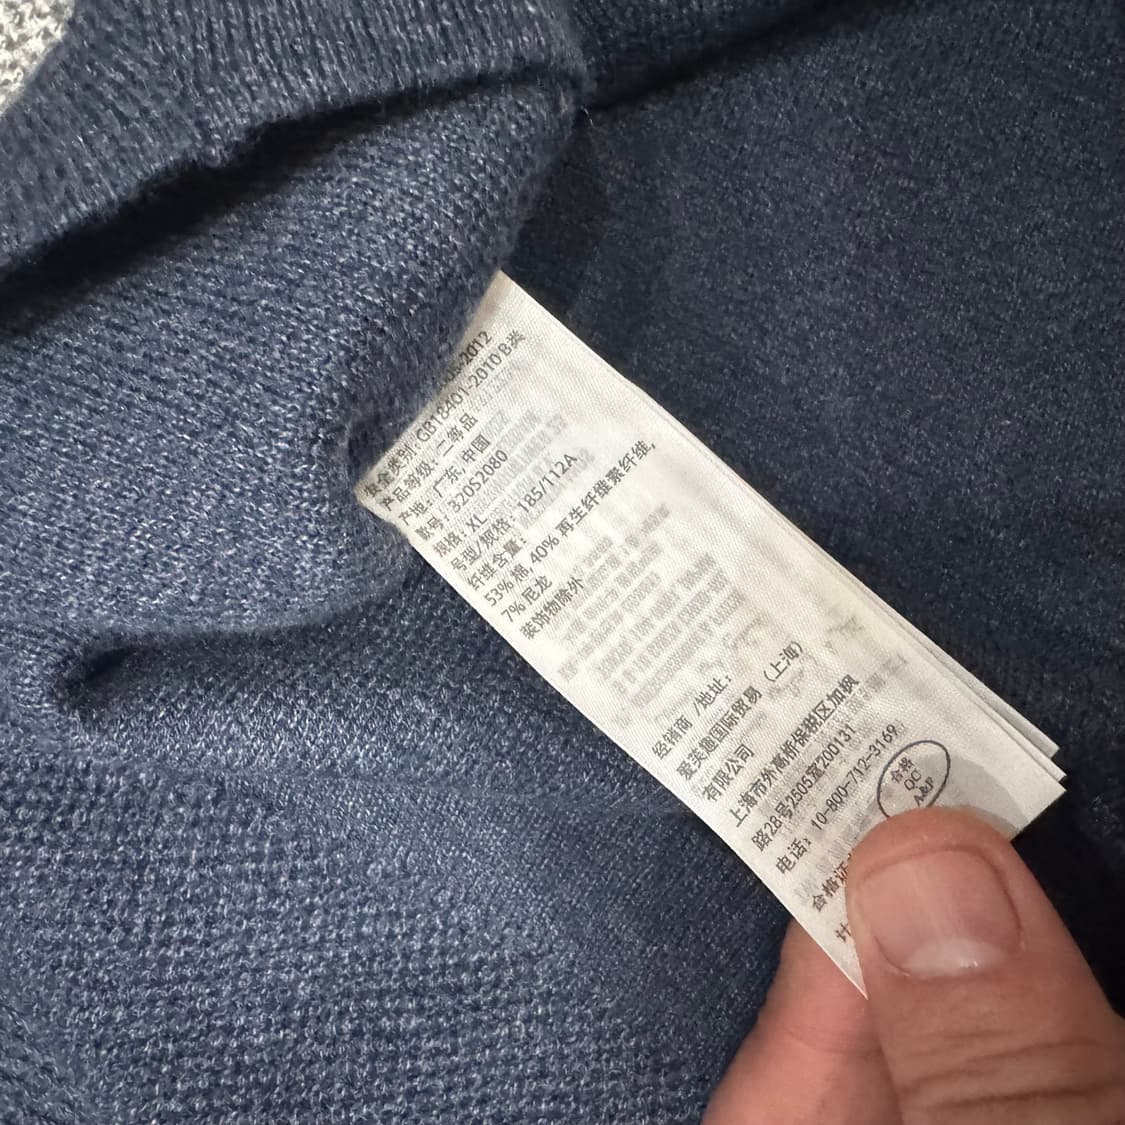 -2012
安全类别:GB18401-2010 B类
产品等级:二等品
产地:广东,中国
款号:320S2080
规格:XL
号型/规格:185/112A
纤维含量:
53% 棉, 40% 再生纤维素纤维,
7% 尼龙
装饰物除外
经销商 /地址:
爱芙趣国际贸易 (上海)
有限公司
上海市外高桥保税区加枫
路28号2505室200131
电话: 10-800-712-3169
合格
QC
A&P
合格证